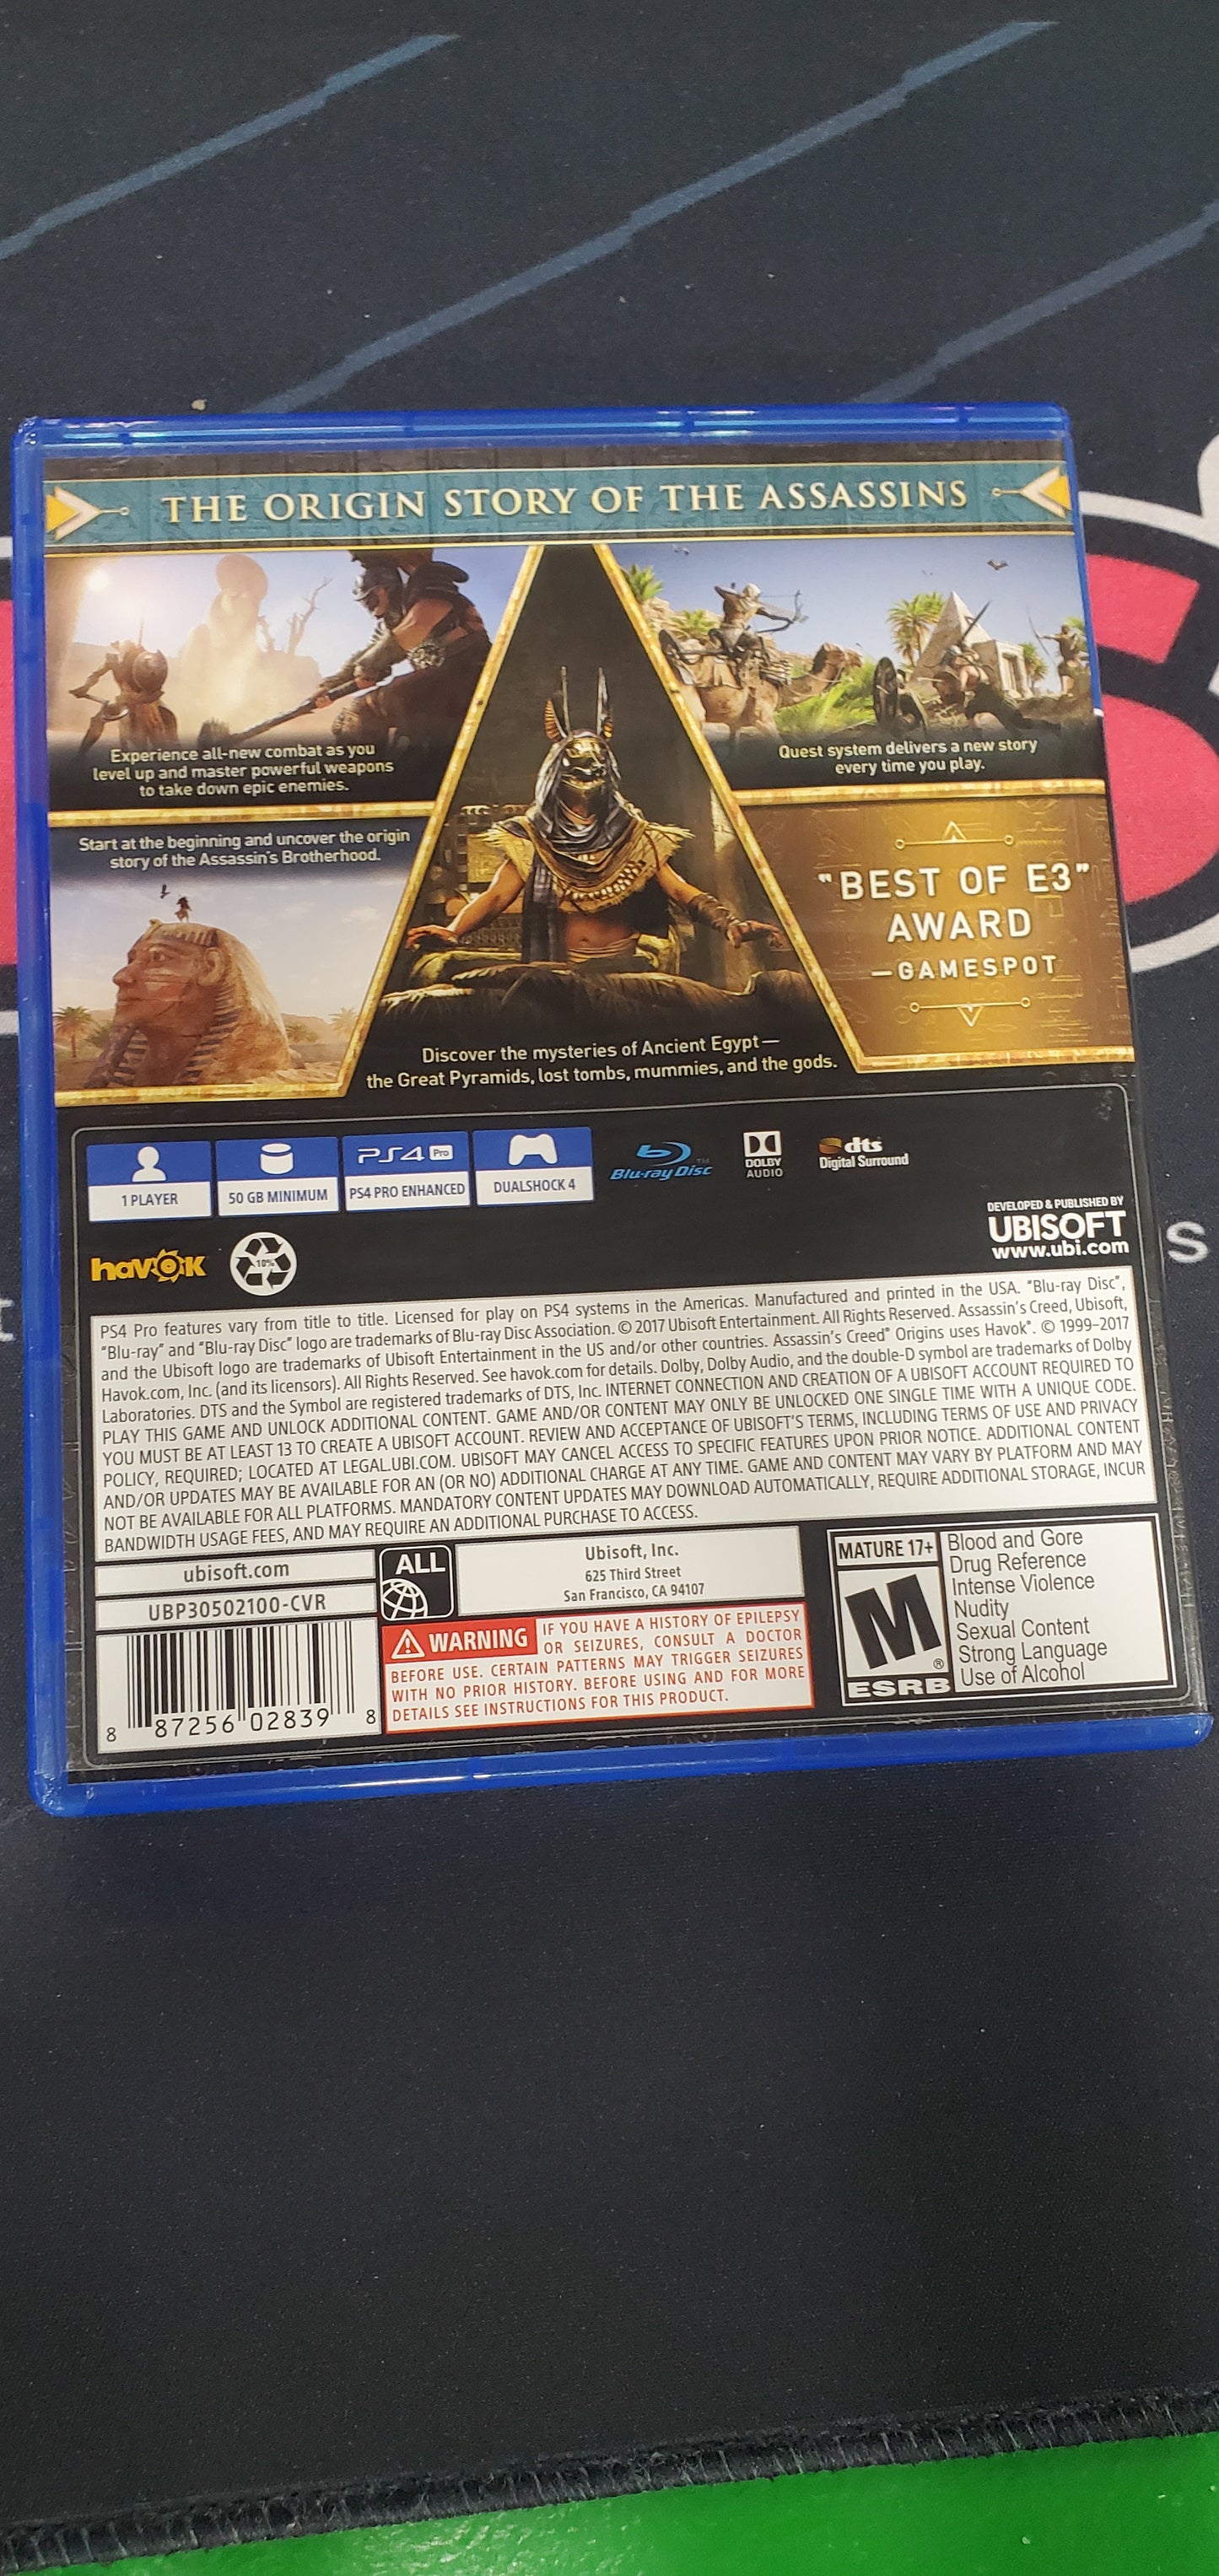 THE ORIGIN STORY OF THE ASSASSINS
Experience all-new combat as you
level up and master powerful weapons
to take down epic enemies.
Quest system delivers a new story
every time you play.
Start at the beginning and uncover the origin
story of the Assassin's Brotherhood.
"BEST OF E3"
AWARD
—GAMESPOT
Discover the mysteries of Ancient Egypt—
the Great Pyramids, lost tombs, mummies, and the gods.
1 PLAYER
50 GB MINIMUM
PS4 Pro
PS4 PRO ENHANCED
DUALSHOCK 4
Blu-ray Disc™
DOLBY
AUDIO
dts
Digital Surround
havok
10%
DEVELOPED & PUBLISHED BY
UBISOFT
www.ubi.com
PS4 Pro features vary from title to title. Licensed for play on PS4 systems in the Americas. Manufactured and printed in the USA. "Blu-ray Disc",
"Blu-ray" and "Blu-ray Disc" logo are trademarks of Blu-ray Disc Association. © 2017 Ubisoft Entertainment. All Rights Reserved. Assassin's Creed, Ubisoft,
and the Ubisoft logo are trademarks of Ubisoft Entertainment in the US and/or other countries. Assassin's Creed® Origins uses Havok®. © 1999–2017
Havok.com, Inc. (and its licensors). All Rights Reserved. See havok.com for details. Dolby, Dolby Audio, and the double-D symbol are trademarks of Dolby
Laboratories. DTS and the Symbol are registered trademarks of DTS, Inc. INTERNET CONNECTION AND CREATION OF A UBISOFT ACCOUNT REQUIRED TO
PLAY THIS GAME AND UNLOCK ADDITIONAL CONTENT. GAME AND/OR CONTENT MAY ONLY BE UNLOCKED ONE SINGLE TIME WITH A UNIQUE CODE.
YOU MUST BE AT LEAST 13 TO CREATE A UBISOFT ACCOUNT. REVIEW AND ACCEPTANCE OF UBISOFT'S TERMS, INCLUDING TERMS OF USE AND PRIVACY
POLICY, REQUIRED; LOCATED AT LEGAL.UBI.COM. UBISOFT MAY CANCEL ACCESS TO SPECIFIC FEATURES UPON PRIOR NOTICE. ADDITIONAL CONTENT
AND/OR UPDATES MAY BE AVAILABLE FOR AN (OR NO) ADDITIONAL CHARGE AT ANY TIME. GAME AND CONTENT MAY VARY BY PLATFORM AND MAY
NOT BE AVAILABLE FOR ALL PLATFORMS. MANDATORY CONTENT UPDATES MAY DOWNLOAD AUTOMATICALLY, REQUIRE ADDITIONAL STORAGE, INCUR
BANDWIDTH USAGE FEES, AND MAY REQUIRE AN ADDITIONAL PURCHASE TO ACCESS.
ubisoft.com
UBP30502100-CVR
ALL
Ubisoft, Inc.
625 Third Street
San Francisco, CA 94107
WARNING IF YOU HAVE A HISTORY OF EPILEPSY
OR SEIZURES, CONSULT A DOCTOR
BEFORE USE. CERTAIN PATTERNS MAY TRIGGER SEIZURES
WITH NO PRIOR HISTORY. BEFORE USING AND FOR MORE
DETAILS SEE INSTRUCTIONS FOR THIS PRODUCT.
8 87256 02839 8
MATURE 17+
M
®
ESRB
Blood and Gore
Drug Reference
Intense Violence
Nudity
Sexual Content
Strong Language
Use of Alcohol